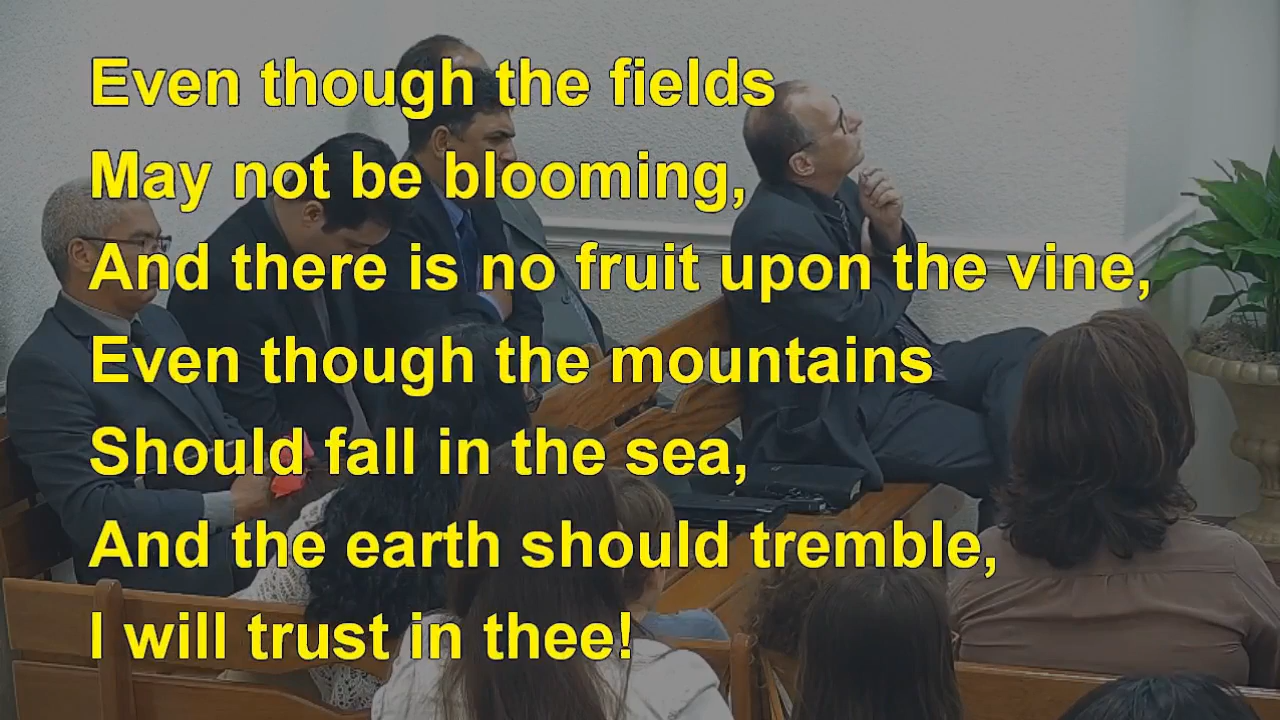 Even though the fields
May not be blooming,
And there is no fruit upon the vine,
Even though the mountains
Should fall in the sea,
And the earth should tremble,
I will trust in thee!